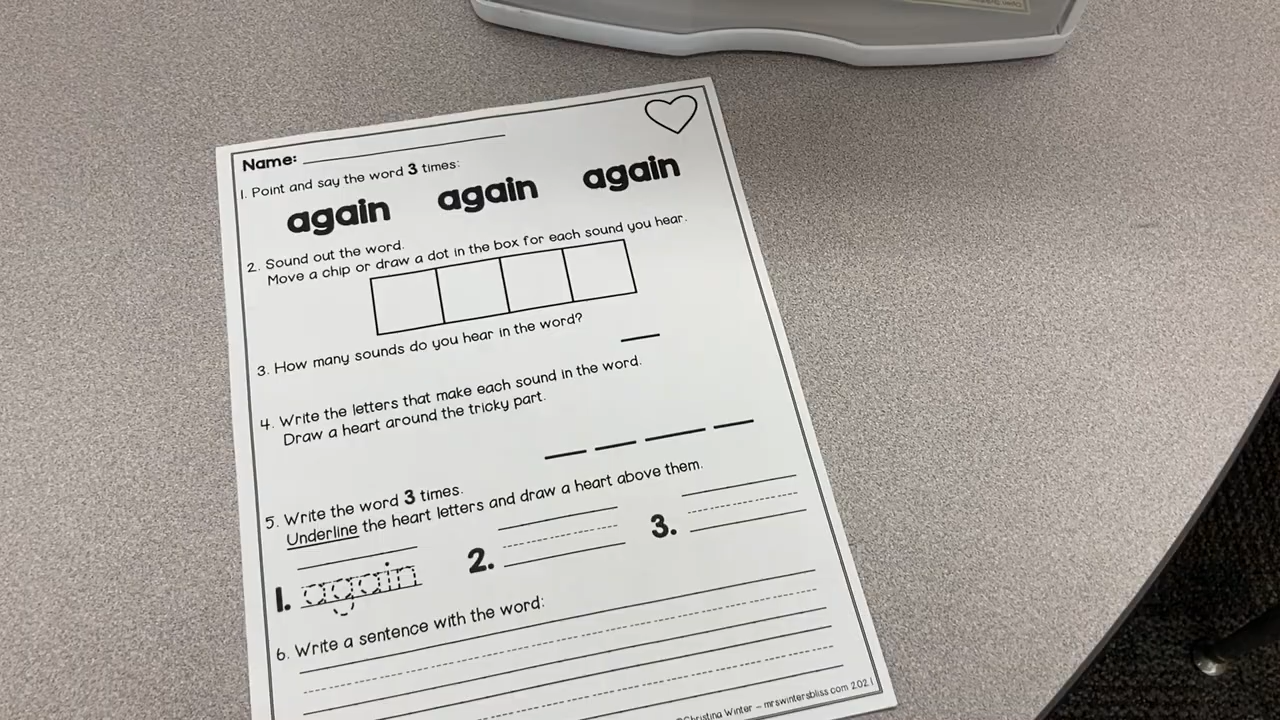 Name:
1. Point and say the word 3 times:
again again again
2. Sound out the word.
Move a chip or draw a dot in the box for each sound you hear.
3. How many sounds do you hear in the word?
4. Write the letters that make each sound in the word.
Draw a heart around the tricky part.
5. Write the word 3 times.
Underline the heart letters and draw a heart above them.
1. again 2. 3.
6. Write a sentence with the word:
©Christina Winter – mrswintersbliss.com 2021